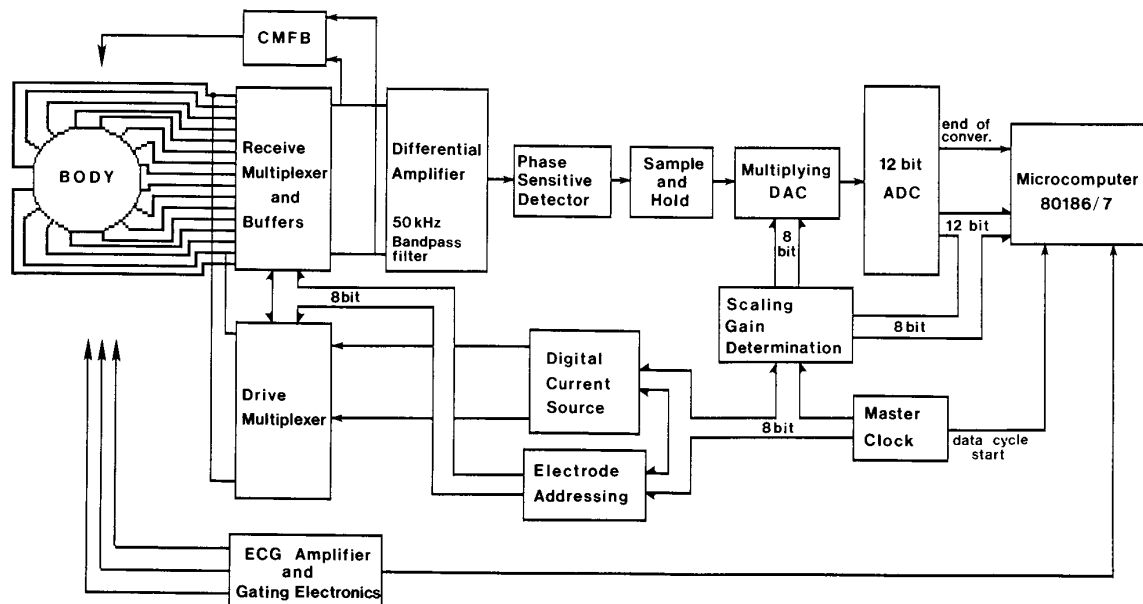 CMFB
BODY
Receive
Multiplexer
and
Buffers
Differential
Amplifier
50 kHz
Bandpass
filter
Phase
Sensitive
Detector
Sample
and
Hold
Multiplying
DAC
12 bit
ADC
end of
conver.
Microcomputer
80186/7
12 bit
8
bit
8bit
Scaling
Gain
Determination
8bit
Drive
Multiplexer
Digital
Current
Source
Master
Clock
8bit
data cycle
start
Electrode
Addressing
ECG Amplifier
and
Gating Electronics